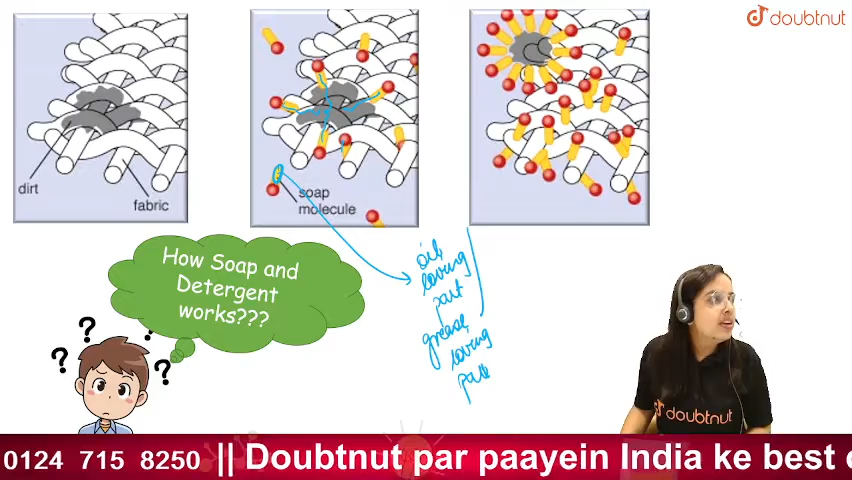 doubtnut
dirt
fabric
soap
molecule
How Soap and
Detergent
works???
? ? ? ?
oil
loving
part
grease
loving
part
doubtnut
0124 715 8250 || Doubtnut par paayein India ke best